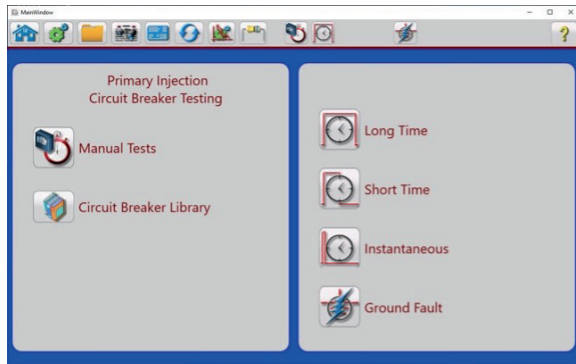 MainWindow
?
Primary Injection
Circuit Breaker Testing
Manual Tests
Circuit Breaker Library
Long Time
Short Time
Instantaneous
Ground Fault